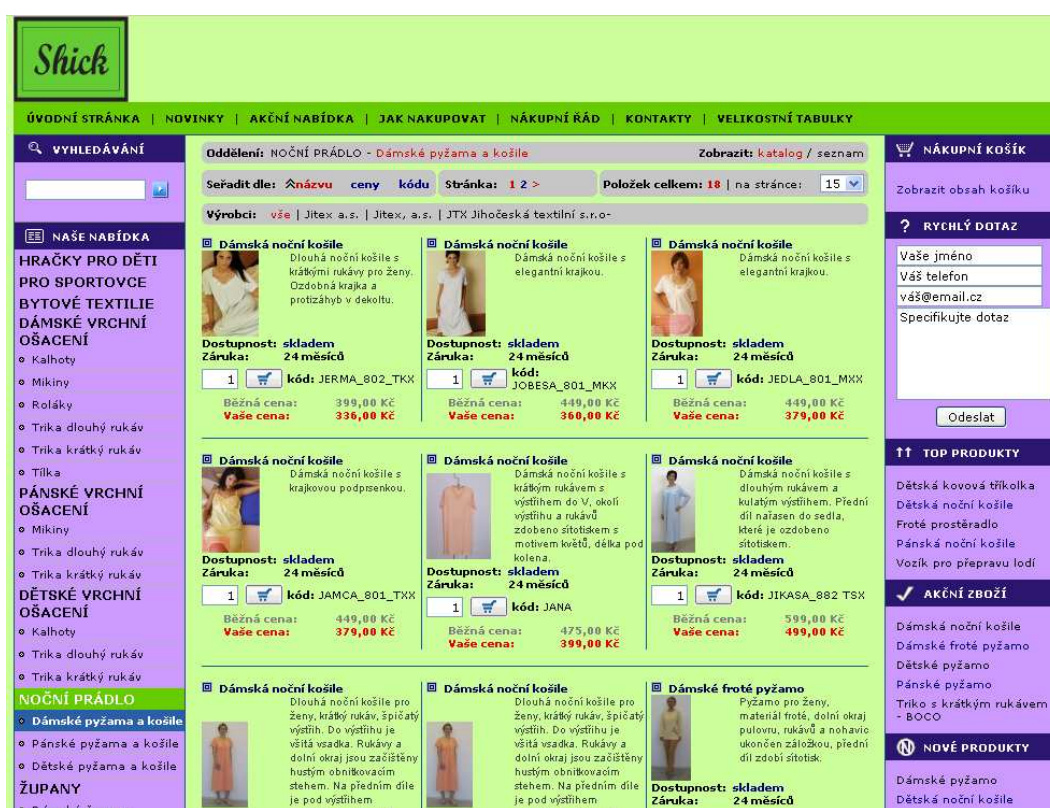 Shick
ÚVODNÍ STRÁNKA | NOVINKY | AKČNÍ NABÍDKA | JAK NAKUPOVAT | NÁKUPNÍ ŘÁD | KONTAKTY | VELIKOSTNÍ TABULKY
VYHLEDÁVÁNÍ
NAŠE NABÍDKA
HRAČKY PRO DĚTI
PRO SPORTOVCE
BYTOVÉ TEXTILIE
DÁMSKÉ VRCHNÍ
OŠACENÍ
Kalhoty
Mikiny
Roláky
Trika dlouhý rukáv
Trika krátký rukáv
Tílka
PÁNSKÉ VRCHNÍ
OŠACENÍ
Mikiny
Trika dlouhý rukáv
Trika krátký rukáv
DĚTSKÉ VRCHNÍ
OŠACENÍ
Kalhoty
Trika dlouhý rukáv
Trika krátký rukáv
NOČNÍ PRÁDLO
Dámské pyžama a košile
Pánské pyžama a košile
Dětské pyžama a košile
ŽUPANY
Oddělení: NOČNÍ PRÁDLO - Dámské pyžama a košile
Zobrazit: katalog / seznam
Seřadit dle: názvu ceny kódu
Stránka: 1 2 >
Položek celkem: 18 | na stránce: 15
Výrobci: vše | Jitex a.s. | Jitex, a.s. | JTX Jihočeská textilní s.r.o-
Dámská noční košile
Dlouhá noční košile s
krátkými rukávy pro ženy.
Ozdobná krajka a
protizáhyb v dekoltu.
Dostupnost: skladem
Záruka: 24 měsíců
1 kód: JERMA_802_TKX
Běžná cena: 399,00 Kč
Vaše cena: 336,00 Kč
Dámská noční košile
Dámská noční košile s
elegantní krajkou.
Dostupnost: skladem
Záruka: 24 měsíců
1 kód:
JOBESA_801_MKX
Běžná cena: 449,00 Kč
Vaše cena: 360,00 Kč
Dámská noční košile
Dámská noční košile s
elegantní krajkou.
Dostupnost: skladem
Záruka: 24 měsíců
1 kód: JEDLA_801_MXX
Běžná cena: 449,00 Kč
Vaše cena: 379,00 Kč
Dámská noční košile
Dámská noční košile s
krajkovou podprsenkou.
Dostupnost: skladem
Záruka: 24 měsíců
1 kód: JAMCA_801_TXX
Běžná cena: 449,00 Kč
Vaše cena: 379,00 Kč
Dámská noční košile
Dámská noční košile s
krátkým rukávem s
výstřihem do V, okolí
výstřihu a rukávů
zdobeno sítotiskem s
motivem květů, délka pod
kolena.
Dostupnost: skladem
Záruka: 24 měsíců
1 kód: JANA
Běžná cena: 475,00 Kč
Vaše cena: 399,00 Kč
Dámská noční košile
Dámská noční košile s
dlouhým rukávem a
kulatým výstřihem. Přední
díl nařasen do sedla,
které je ozdobeno
sítotiskem.
Dostupnost: skladem
Záruka: 24 měsíců
1 kód: JIKASA_882 TSX
Běžná cena: 599,00 Kč
Vaše cena: 499,00 Kč
Dámská noční košile
Dlouhá noční košile pro
ženy, krátký rukáv, špičatý
výstřih. Do výstřihu je
všitá vsadka. Rukávy a
dolní okraj jsou začištěny
hustým obnitkovacím
stehem. Na předním díle
je pod výstřihem
Dámská noční košile
Dlouhá noční košile pro
ženy, krátký rukáv, špičatý
výstřih. Do výstřihu je
všitá vsadka. Rukávy a
dolní okraj jsou začištěny
hustým obnitkovacím
stehem. Na předním díle
je pod výstřihem
Dámské froté pyžamo
Pyžamo pro ženy,
materiál froté, dolní okraj
pulovru, rukávů a nohavic
ukončen záložkou, přední
díl zdobí sítotisk.
Dostupnost: skladem
Záruka: 24 měsíců
NÁKUPNÍ KOŠÍK
Zobrazit obsah košíku
RYCHLÝ DOTAZ
Vaše jméno
Váš telefon
váš@email.cz
Specifikujte dotaz
Odeslat
TOP PRODUKTY
Dětská kovová tříkolka
Dětská noční košile
Froté prostěradlo
Pánská noční košile
Vozík pro přepravu lodí
AKČNÍ ZBOŽÍ
Dámská noční košile
Dámské froté pyžamo
Dětské pyžamo
Pánské pyžamo
Triko s krátkým rukávem
- BOCO
NOVÉ PRODUKTY
Dámské pyžamo
Dětská noční košile